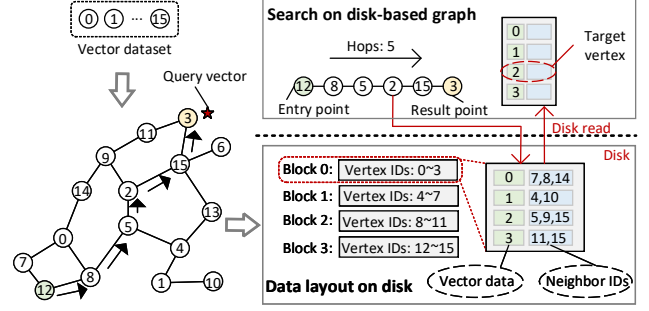 0 1 ... 15
Vector dataset
Query vector
3
11
6
9
15
14
2
13
5
0
4
7
8
12
1
10
Search on disk-based graph
Hops: 5
12 8 5 2 15 3
Entry point
Result point
0
1
2
3
Target
vertex
Disk read
Disk
Block 0: Vertex IDs: 0~3
Block 1: Vertex IDs: 4~7
Block 2: Vertex IDs: 8~11
Block 3: Vertex IDs: 12~15
0 7,8,14
1 4,10
2 5,9,15
3 11,15
Vector data
Neighbor IDs
Data layout on disk